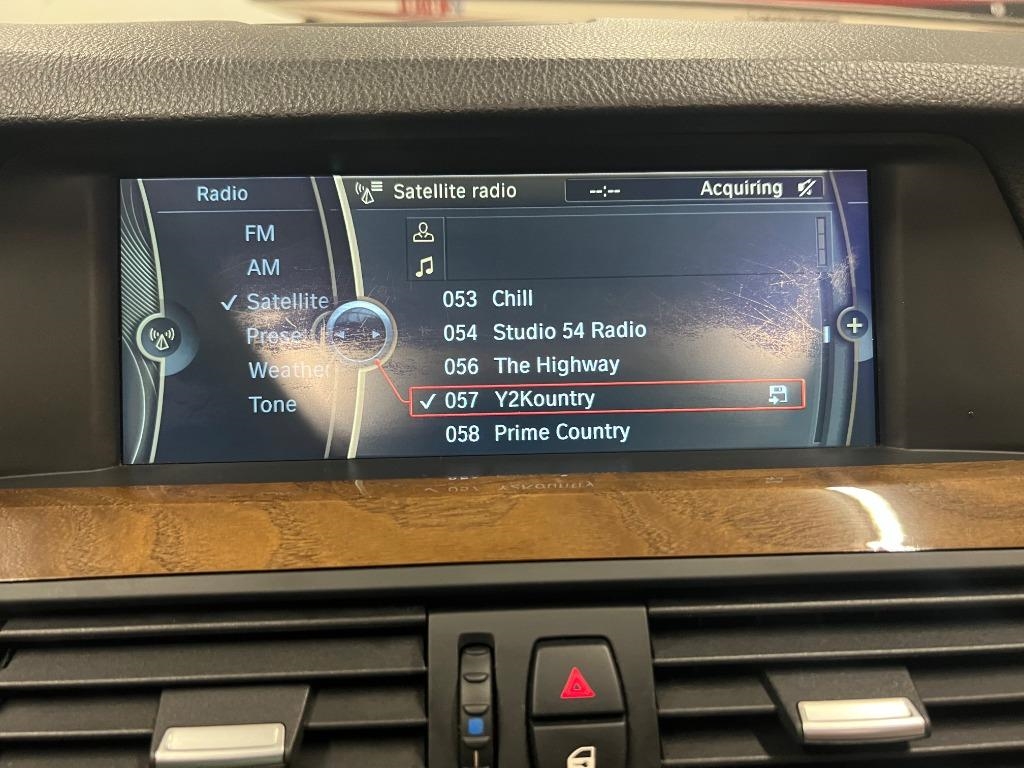 Radio
FM
AM
✓ Satellite
Prese
Weather
Tone
Satellite radio
--:-- Acquiring
053 Chill
054 Studio 54 Radio
056 The Highway
✓ 057 Y2Kountry
058 Prime Country